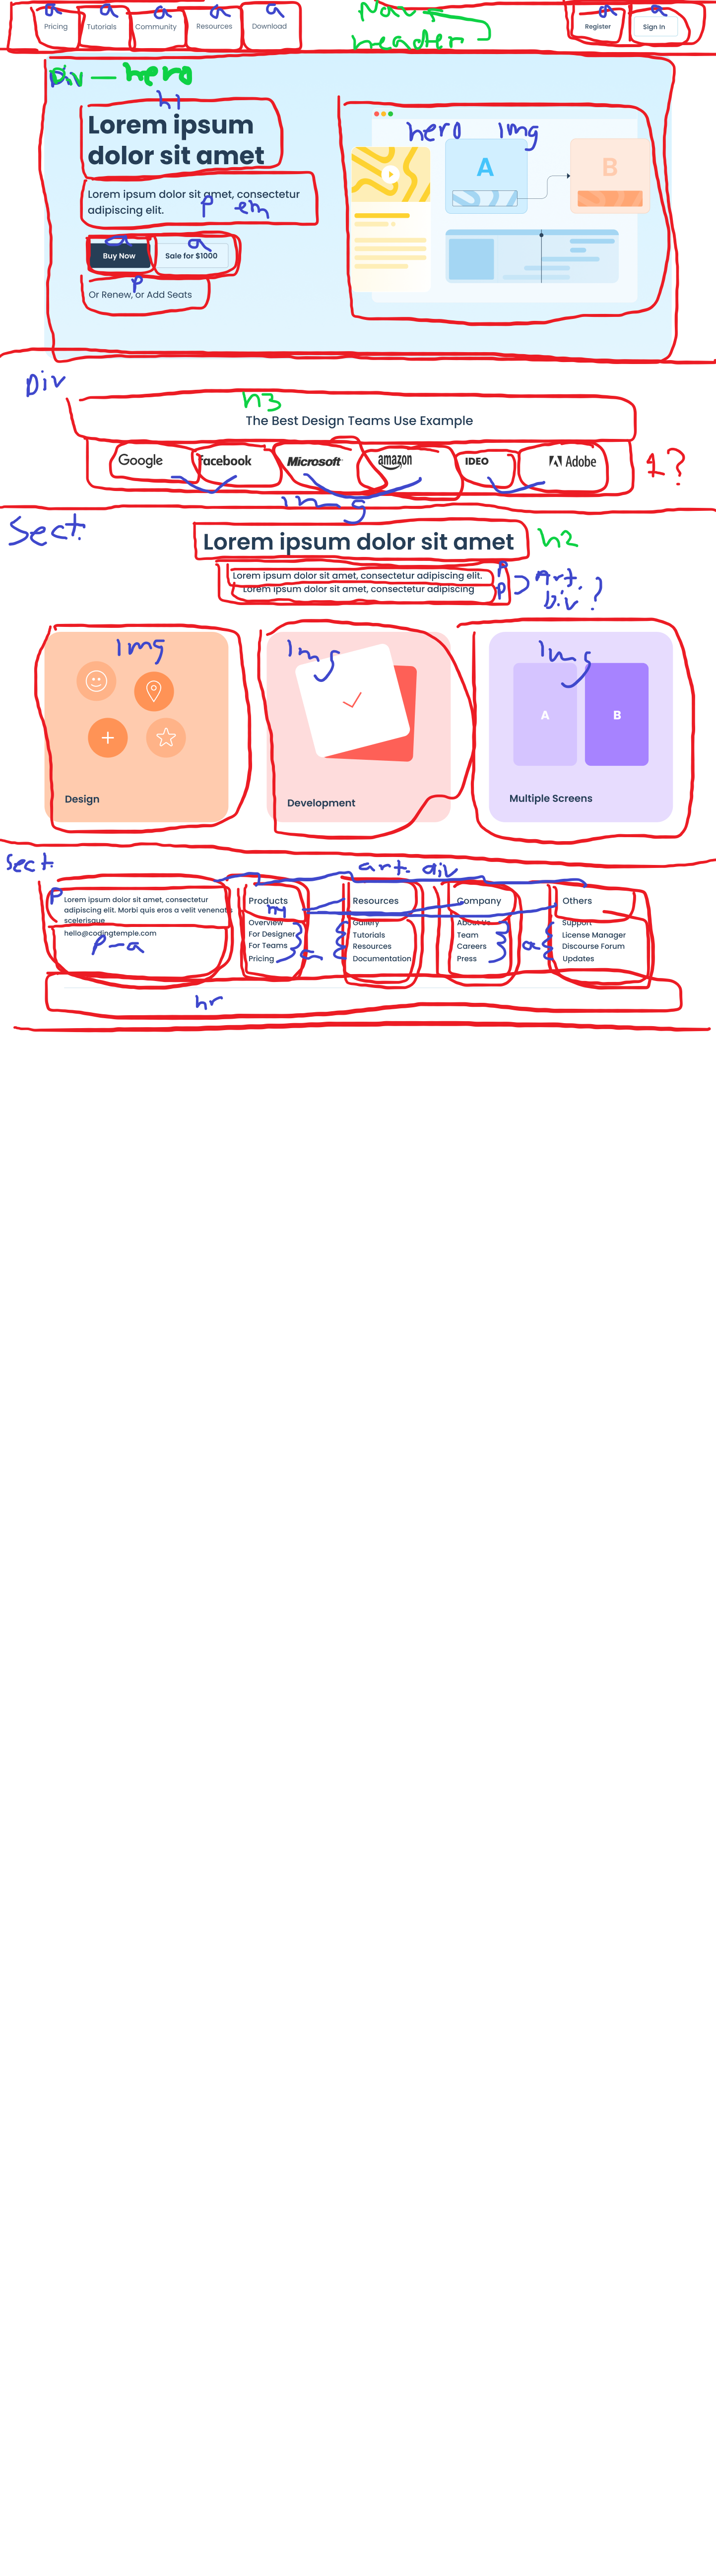 a a a a a Nav a a
Pricing Tutorials Community Resources Download Register Sign In
header
Div — hero
h1
Lorem ipsum
dolor sit amet
hero img
A B
Lorem ipsum dolor sit amet, consectetur
adipiscing elit.
p em
a a
Buy Now Sale for $1000
p
Or Renew, or Add Seats
Div
h3
The Best Design Teams Use Example
Google facebook Microsoft amazon IDEO Adobe
1?
img
Sect.
Lorem ipsum dolor sit amet
h2
Lorem ipsum dolor sit amet, consectetur adipiscing elit.
Lorem ipsum dolor sit amet, consectetur adipiscing
P
P
Art.
Div ?
Img Img Img
A B
Design Development Multiple Screens
Sect.
art. div
P
Lorem ipsum dolor sit amet, consectetur
adipiscing elit. Morbi quis eros a velit venenatis
scelerisque
hello@codingtemple.com
P-a
Products
Overview
For Designer
For Teams
Pricing
a
Resources
Gallery
Tutorials
Resources
Documentation
Company
About Us
Team
Careers
Press
a
Others
Support
License Manager
Discourse Forum
Updates
hr